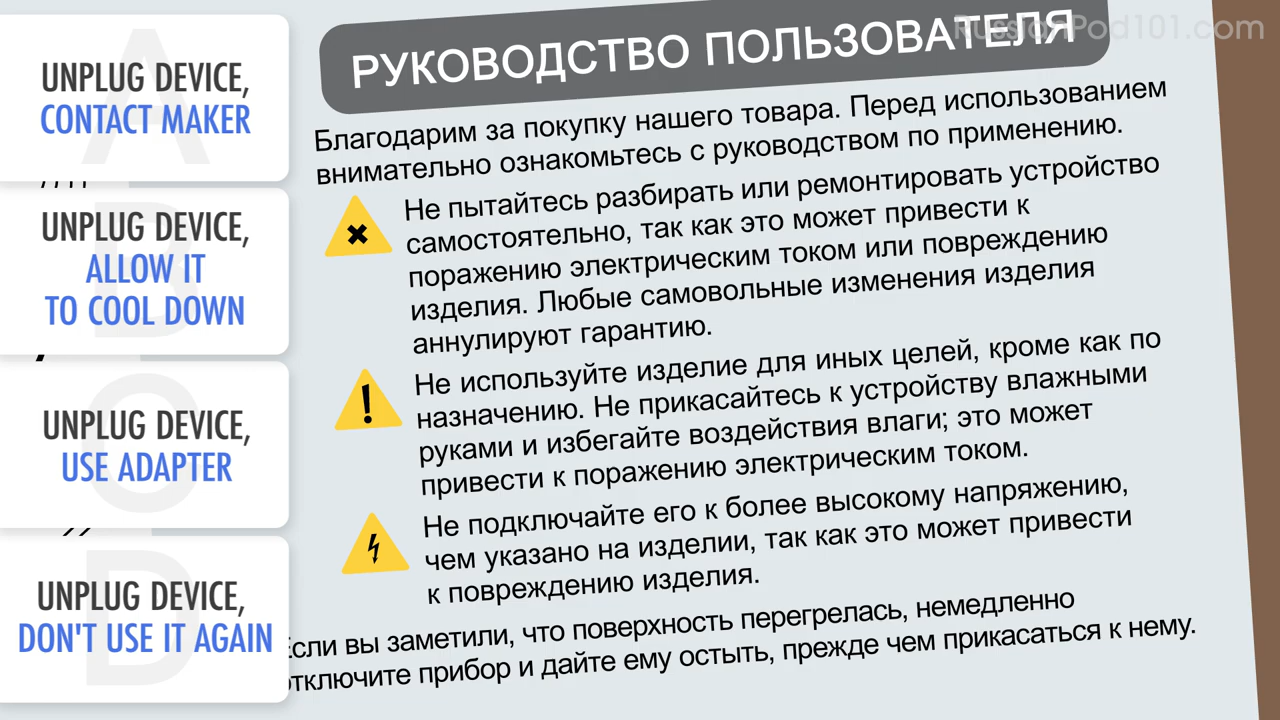 RussianPod101.com
РУКОВОДСТВО ПОЛЬЗОВАТЕЛЯ
Благодарим за покупку нашего товара. Перед использованием
внимательно ознакомьтесь с руководством по применению.
Не пытайтесь разбирать или ремонтировать устройство
самостоятельно, так как это может привести к
поражению электрическим током или повреждению
изделия. Любые самовольные изменения изделия
аннулируют гарантию.
Не используйте изделие для иных целей, кроме как по
назначению. Не прикасайтесь к устройству влажными
руками и избегайте воздействия влаги; это может
привести к поражению электрическим током.
Не подключайте его к более высокому напряжению,
чем указано на изделии, так как это может привести
к повреждению изделия.
Если вы заметили, что поверхность перегрелась, немедленно
отключите прибор и дайте ему остыть, прежде чем прикасаться к нему.
A
UNPLUG DEVICE,
CONTACT MAKER
B
UNPLUG DEVICE,
ALLOW IT
TO COOL DOWN
C
UNPLUG DEVICE,
USE ADAPTER
D
UNPLUG DEVICE,
DON'T USE IT AGAIN